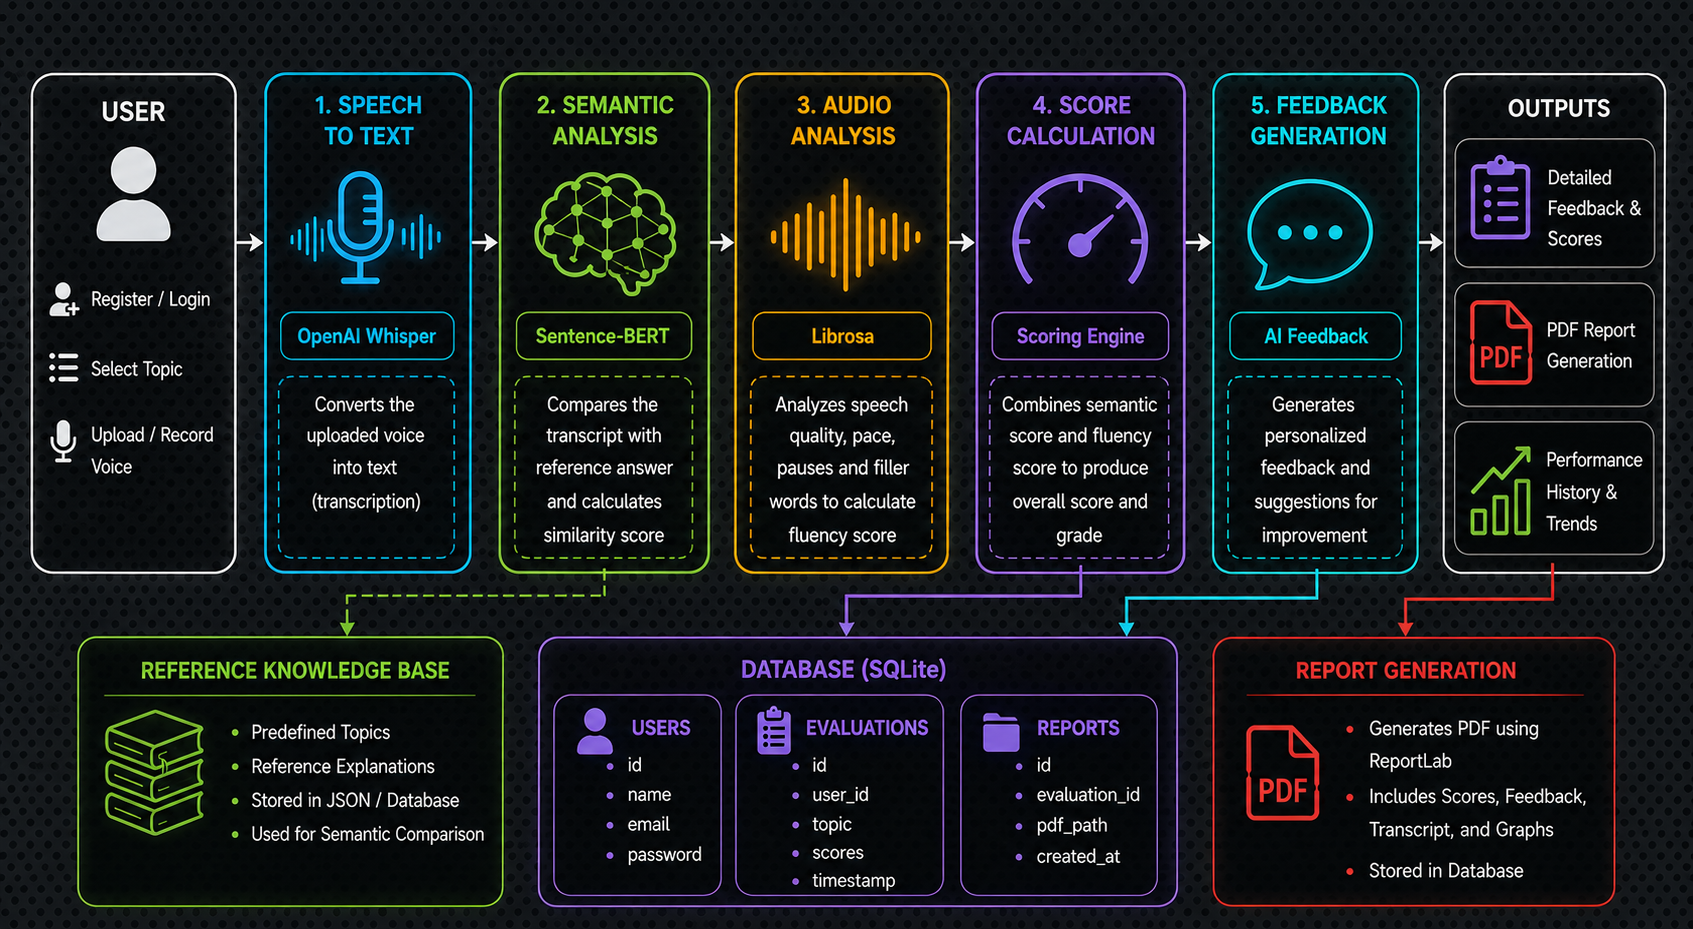 USER
Register / Login
Select Topic
Upload / Record
Voice
1. SPEECH
TO TEXT
OpenAI Whisper
Converts the
uploaded voice
into text
(transcription)
2. SEMANTIC
ANALYSIS
Sentence-BERT
Compares the
transcript with
reference answer
and calculates
similarity score
3. AUDIO
ANALYSIS
Librosa
Analyzes speech
quality, pace,
pauses and filler
words to calculate
fluency score
4. SCORE
CALCULATION
Scoring Engine
Combines semantic
score and fluency
score to produce
overall score and
grade
5. FEEDBACK
GENERATION
AI Feedback
Generates
personalized
feedback and
suggestions for
improvement
OUTPUTS
Detailed
Feedback &
Scores
PDF
PDF Report
Generation
Performance
History &
Trends
REFERENCE KNOWLEDGE BASE
Predefined Topics
Reference Explanations
Stored in JSON / Database
Used for Semantic Comparison
DATABASE (SQLite)
USERS
id
name
email
password
EVALUATIONS
id
user_id
topic
scores
timestamp
REPORTS
id
evaluation_id
pdf_path
created_at
REPORT GENERATION
PDF
Generates PDF using
ReportLab
Includes Scores, Feedback,
Transcript, and Graphs
Stored in Database